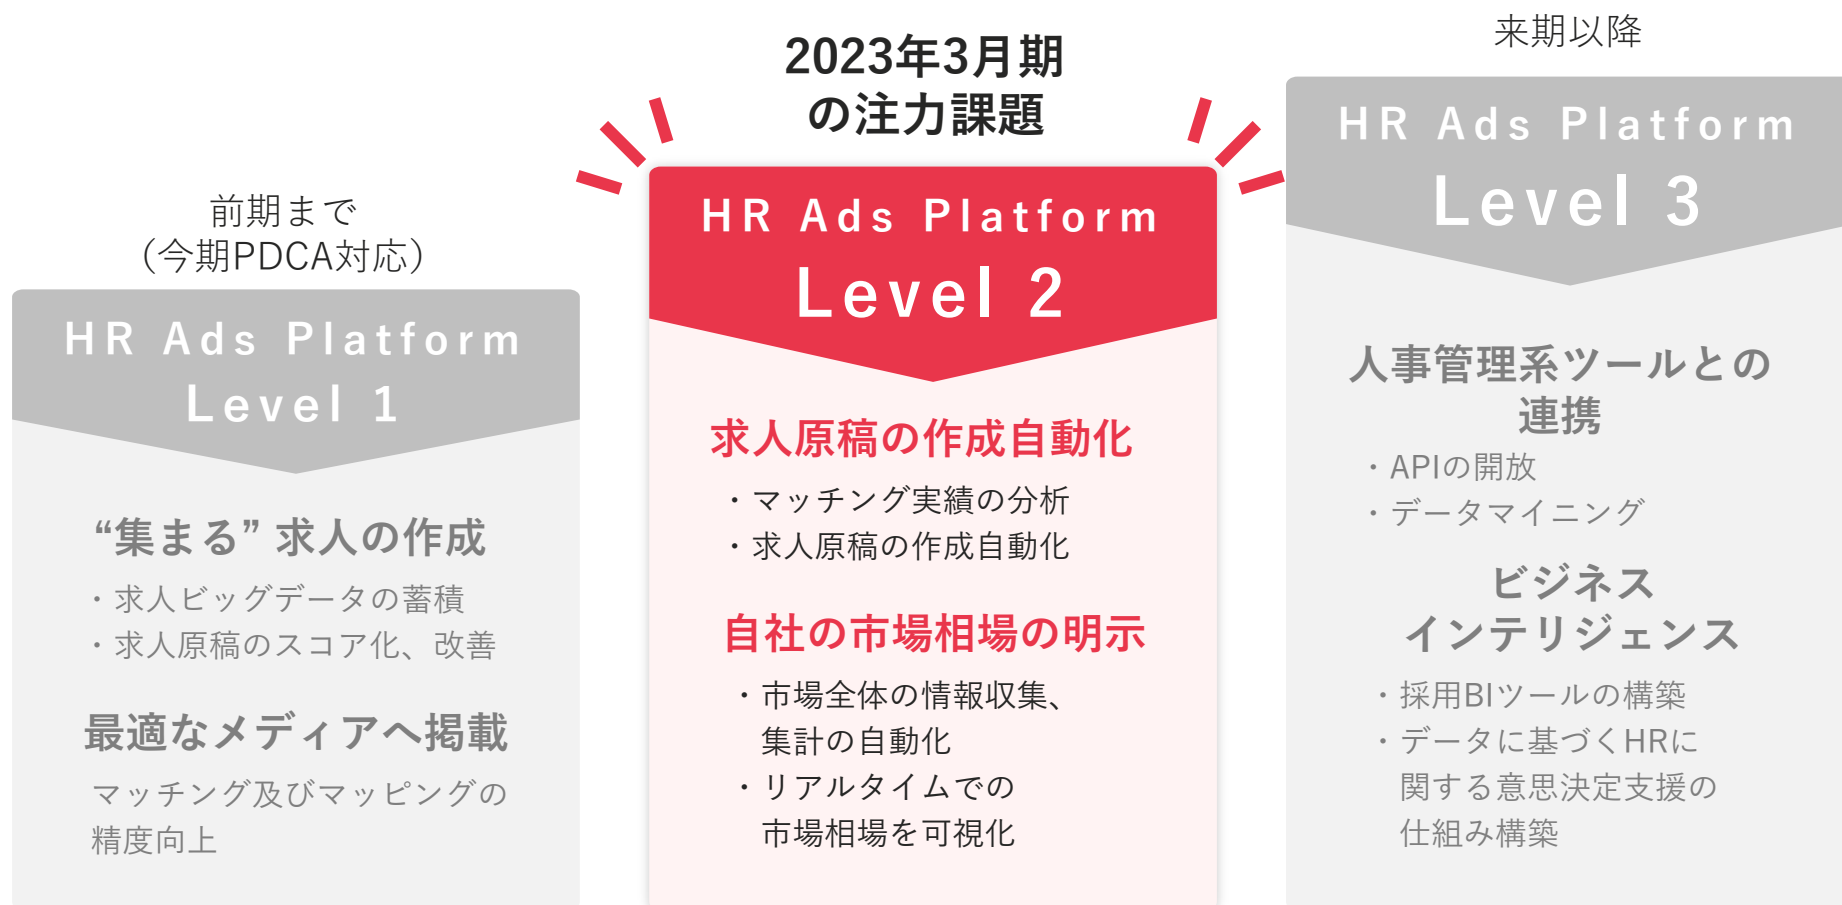 前期まで
（今期PDCA対応）
HR Ads Platform
Level 1
“集まる” 求人の作成
・求人ビッグデータの蓄積
・求人原稿のスコア化、改善
最適なメディアへ掲載
マッチング及びマッピングの
精度向上
2023年3月期
の注力課題
HR Ads Platform
Level 2
求人原稿の作成自動化
・マッチング実績の分析
・求人原稿の作成自動化
自社の市場相場の明示
・市場全体の情報収集、
集計の自動化
・リアルタイムでの
市場相場を可視化
来期以降
HR Ads Platform
Level 3
人事管理系ツールとの
連携
・APIの開放
・データマイニング
ビジネス
インテリジェンス
・採用BIツールの構築
・データに基づくHRに
関する意思決定支援の
仕組み構築